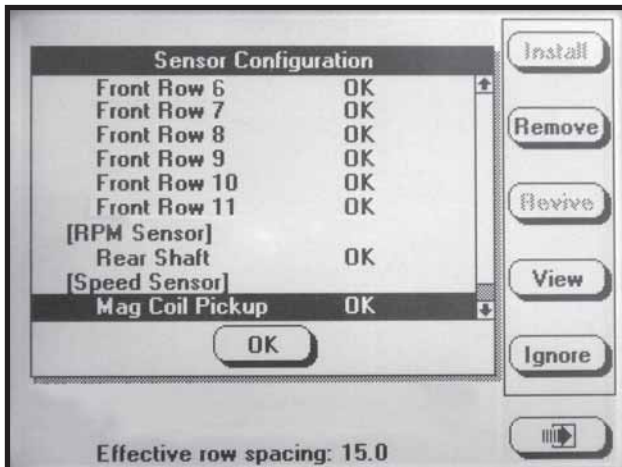 Sensor Configuration
Front Row 6 OK
Front Row 7 OK
Front Row 8 OK
Front Row 9 OK
Front Row 10 OK
Front Row 11 OK
[RPM Sensor]
Rear Shaft OK
[Speed Sensor]
Mag Coil Pickup OK
OK
Effective row spacing: 15.0
Install
Remove
Revive
View
Ignore